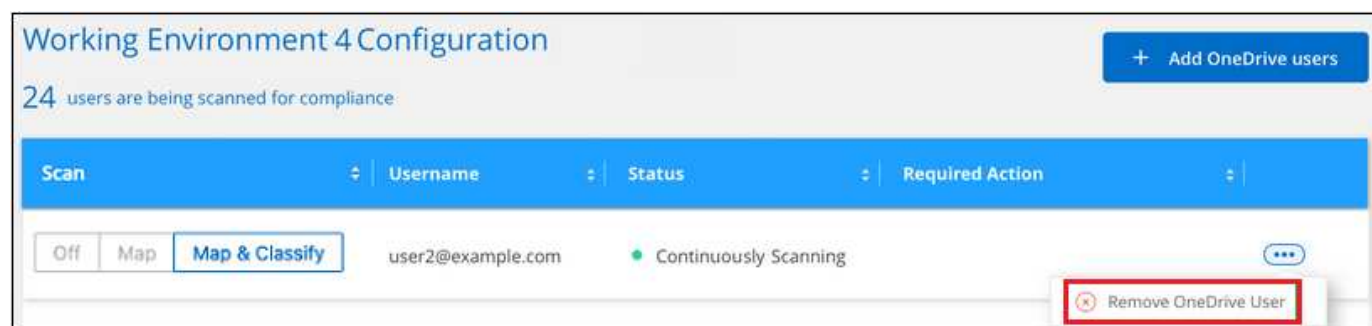 Working Environment 4 Configuration
+ Add OneDrive users
24 users are being scanned for compliance
Scan Username Status Required Action
Off Map Map & Classify user2@example.com Continuously Scanning
Remove OneDrive User